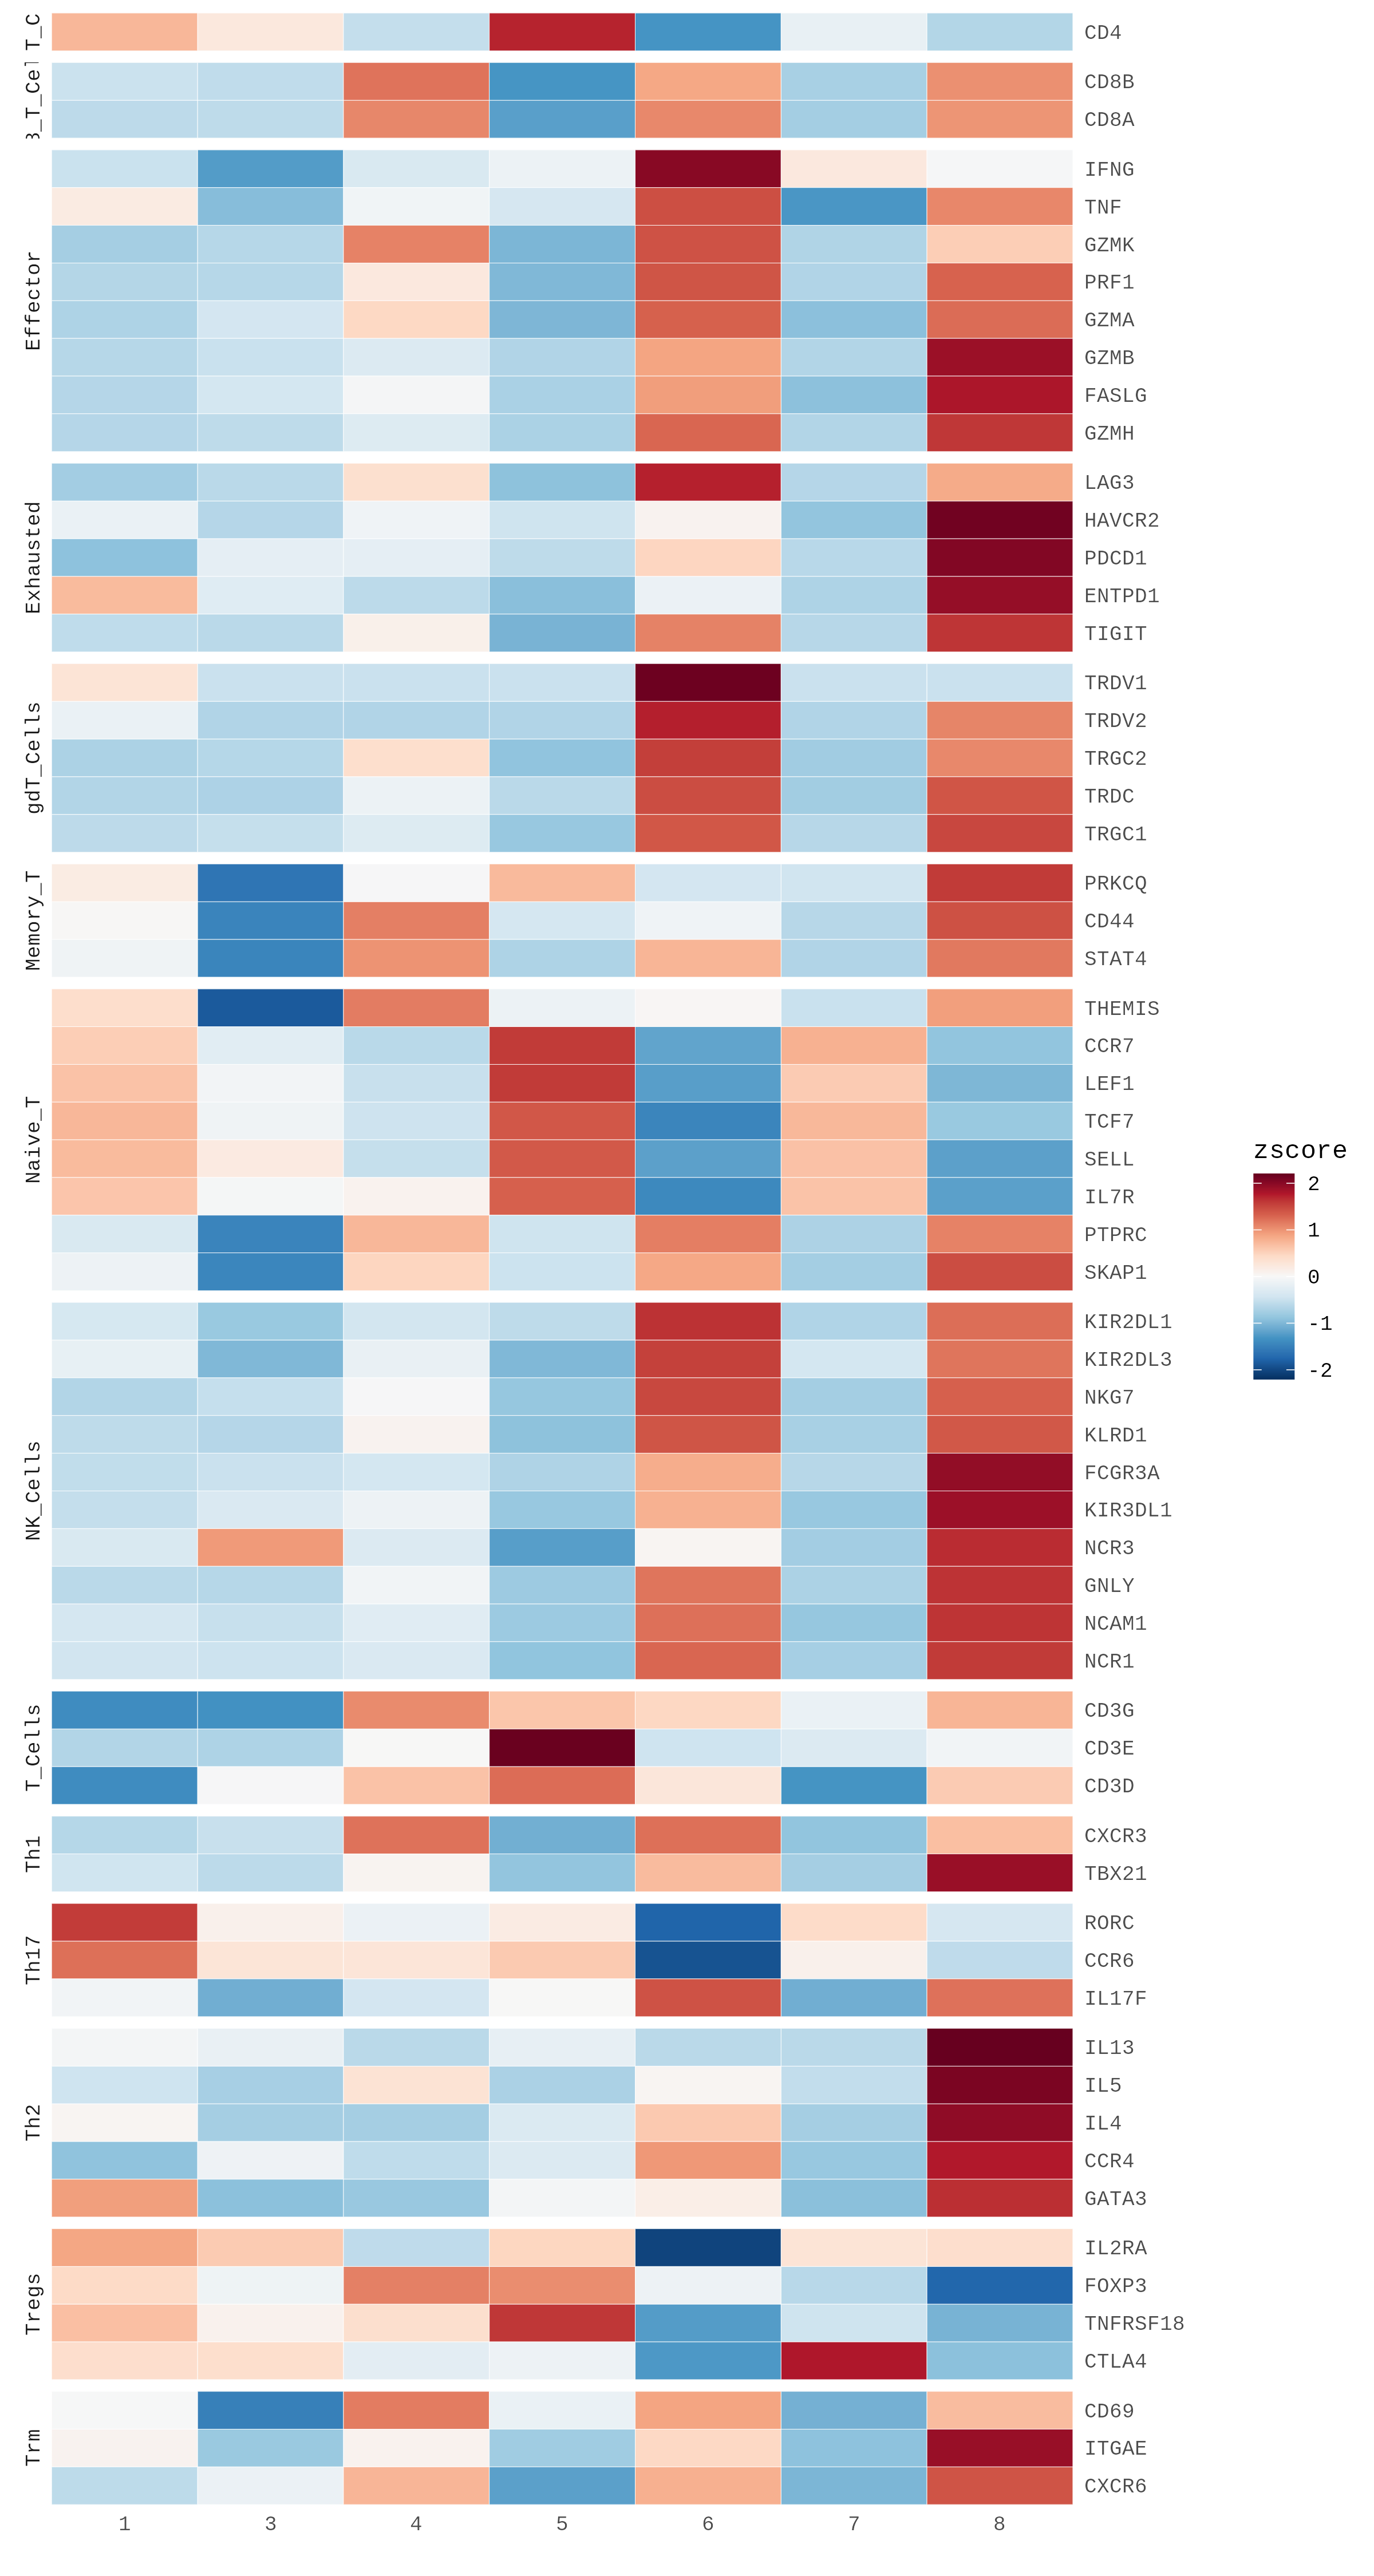 T_C
CD4
8_T_Cel
CD8B
CD8A
Effector
IFNG
TNF
GZMK
PRF1
GZMA
GZMB
FASLG
GZMH
Exhausted
LAG3
HAVCR2
PDCD1
ENTPD1
TIGIT
gdT_Cells
TRDV1
TRDV2
TRGC2
TRDC
TRGC1
Memory_T
PRKCQ
CD44
STAT4
Naive_T
THEMIS
CCR7
LEF1
TCF7
SELL
IL7R
PTPRC
SKAP1
NK_Cells
KIR2DL1
KIR2DL3
NKG7
KLRD1
FCGR3A
KIR3DL1
NCR3
GNLY
NCAM1
NCR1
T_Cells
CD3G
CD3E
CD3D
Th1
CXCR3
TBX21
Th17
RORC
CCR6
IL17F
Th2
IL13
IL5
IL4
CCR4
GATA3
Tregs
IL2RA
FOXP3
TNFRSF18
CTLA4
Trm
CD69
ITGAE
CXCR6
1 3 4 5 6 7 8
zscore
2
1
0
-1
-2